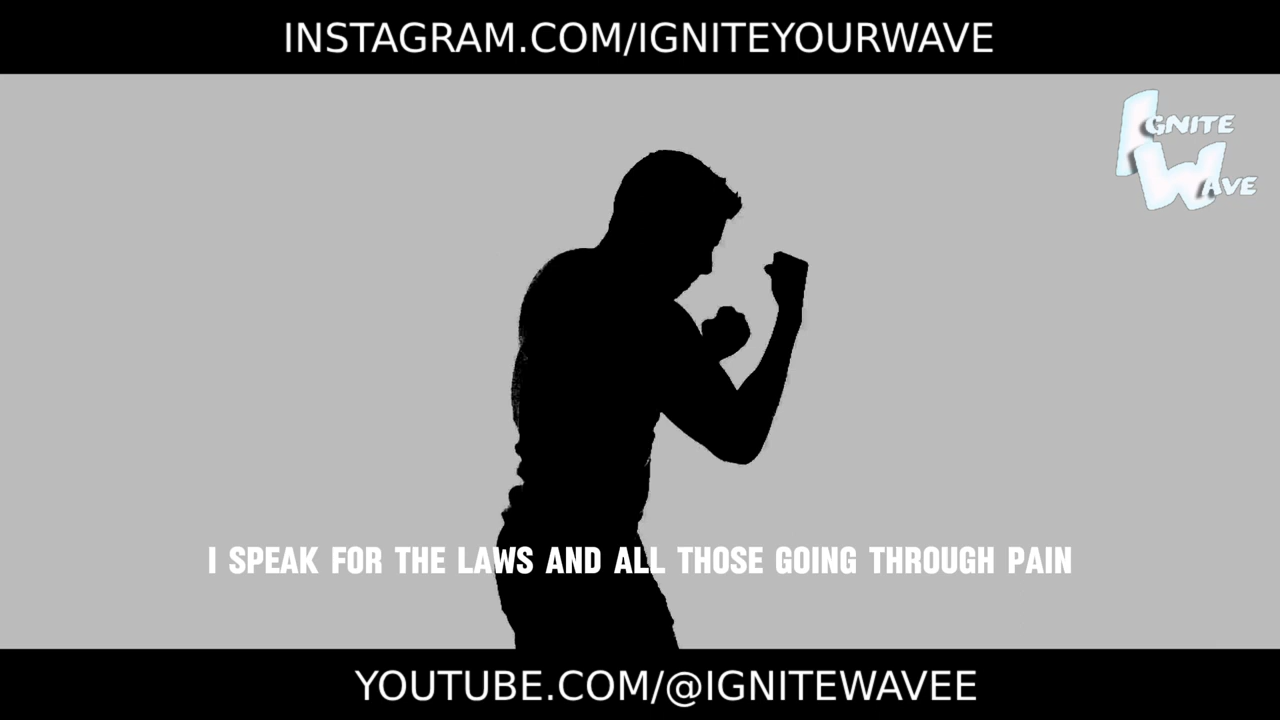 INSTAGRAM.COM/IGNITEYOURWAVE
IGNITE
WAVE
I SPEAK FOR THE LAWS AND ALL THOSE GOING THROUGH PAIN
YOUTUBE.COM/@IGNITEWAVEE